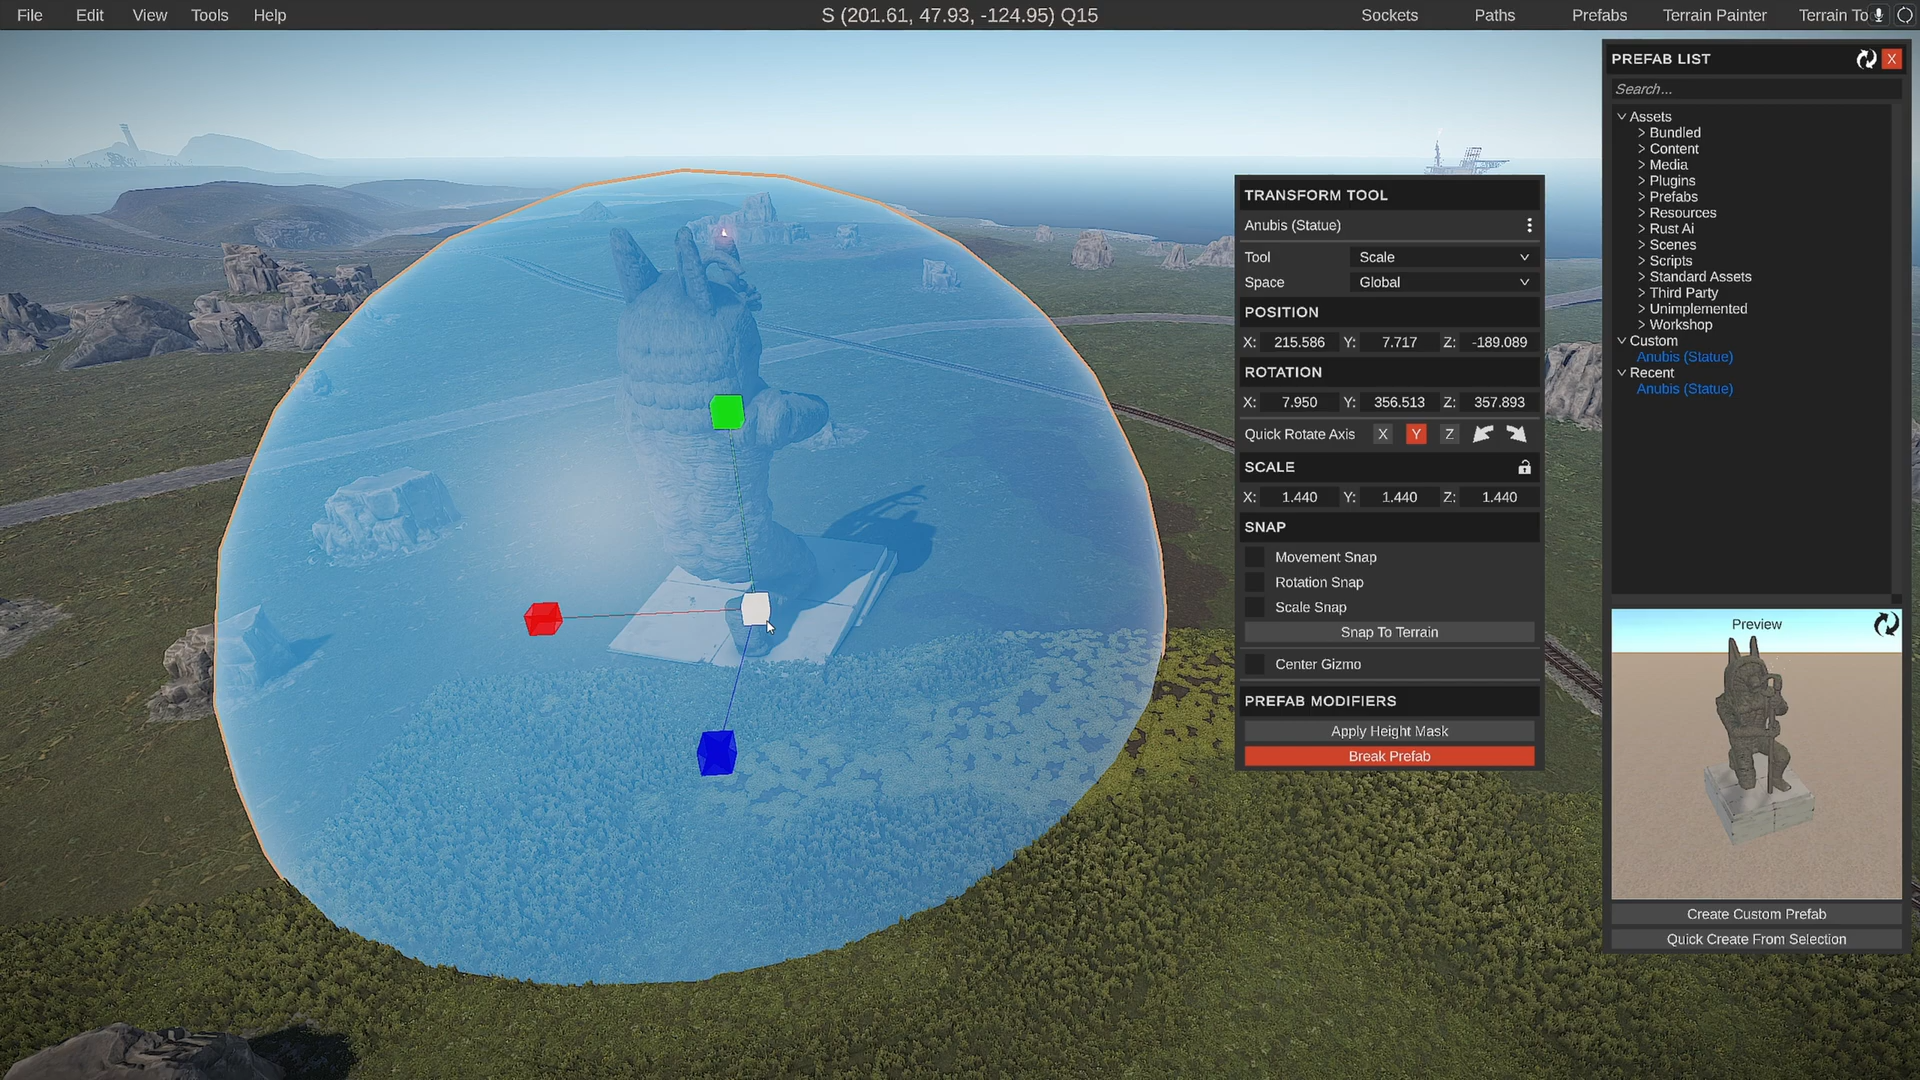 File Edit View Tools Help
S (201.61, 47.93, -124.95) Q15
Sockets Paths Prefabs Terrain Painter Terrain To
TRANSFORM TOOL
Anubis (Statue)
Tool Scale
Space Global
POSITION
X: 215.586 Y: 7.717 Z: -189.089
ROTATION
X: 7.950 Y: 356.513 Z: 357.893
Quick Rotate Axis X Y Z
SCALE
X: 1.440 Y: 1.440 Z: 1.440
SNAP
Movement Snap
Rotation Snap
Scale Snap
Snap To Terrain
Center Gizmo
PREFAB MODIFIERS
Apply Height Mask
Break Prefab
PREFAB LIST X
Search...
Assets
> Bundled
> Content
> Media
> Plugins
> Prefabs
> Resources
> Rust Ai
> Scenes
> Scripts
> Standard Assets
> Third Party
> Unimplemented
> Workshop
Custom
Anubis (Statue)
Recent
Anubis (Statue)
Preview
Create Custom Prefab
Quick Create From Selection